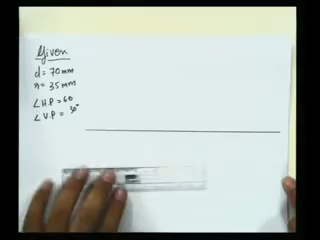 Given
d = 70mm
r = 35mm
∠ H.P = 60
∠ V.P = 30°